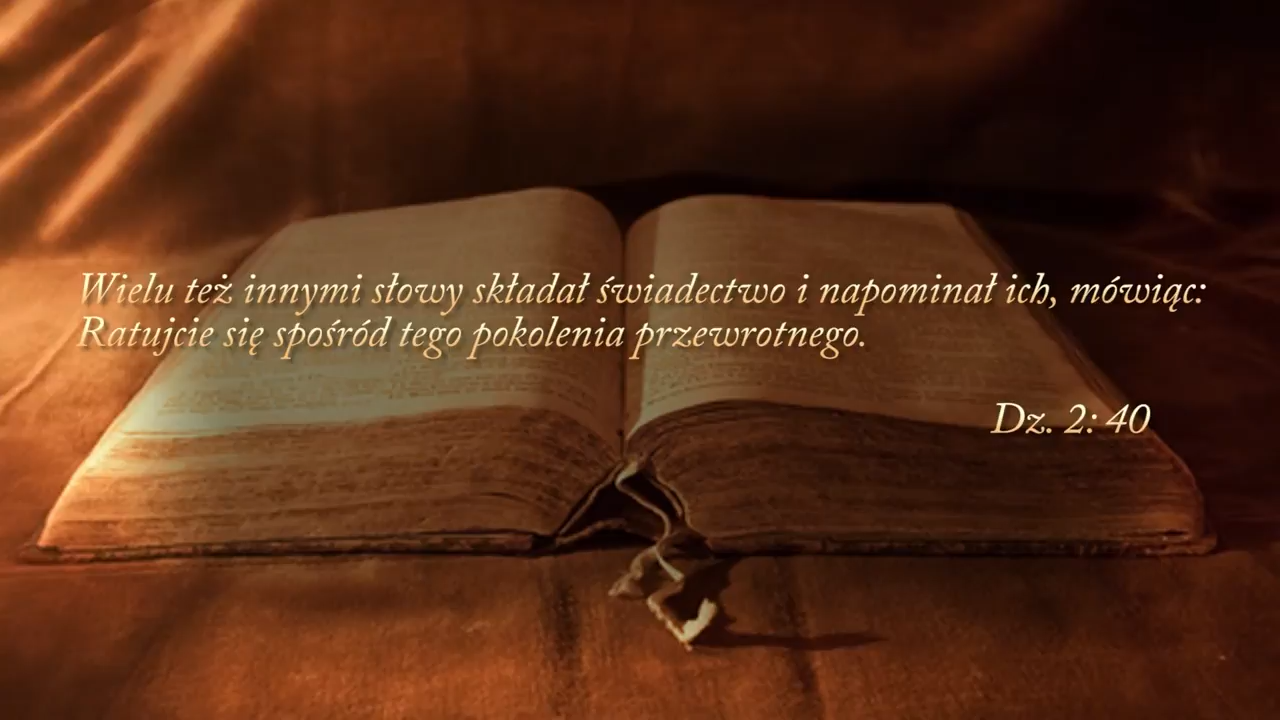 Wielu też innymi słowy składał świadectwo i napominał ich, mówiąc:
Ratujcie się spośród tego pokolenia przewrotnego.
Dz. 2: 40